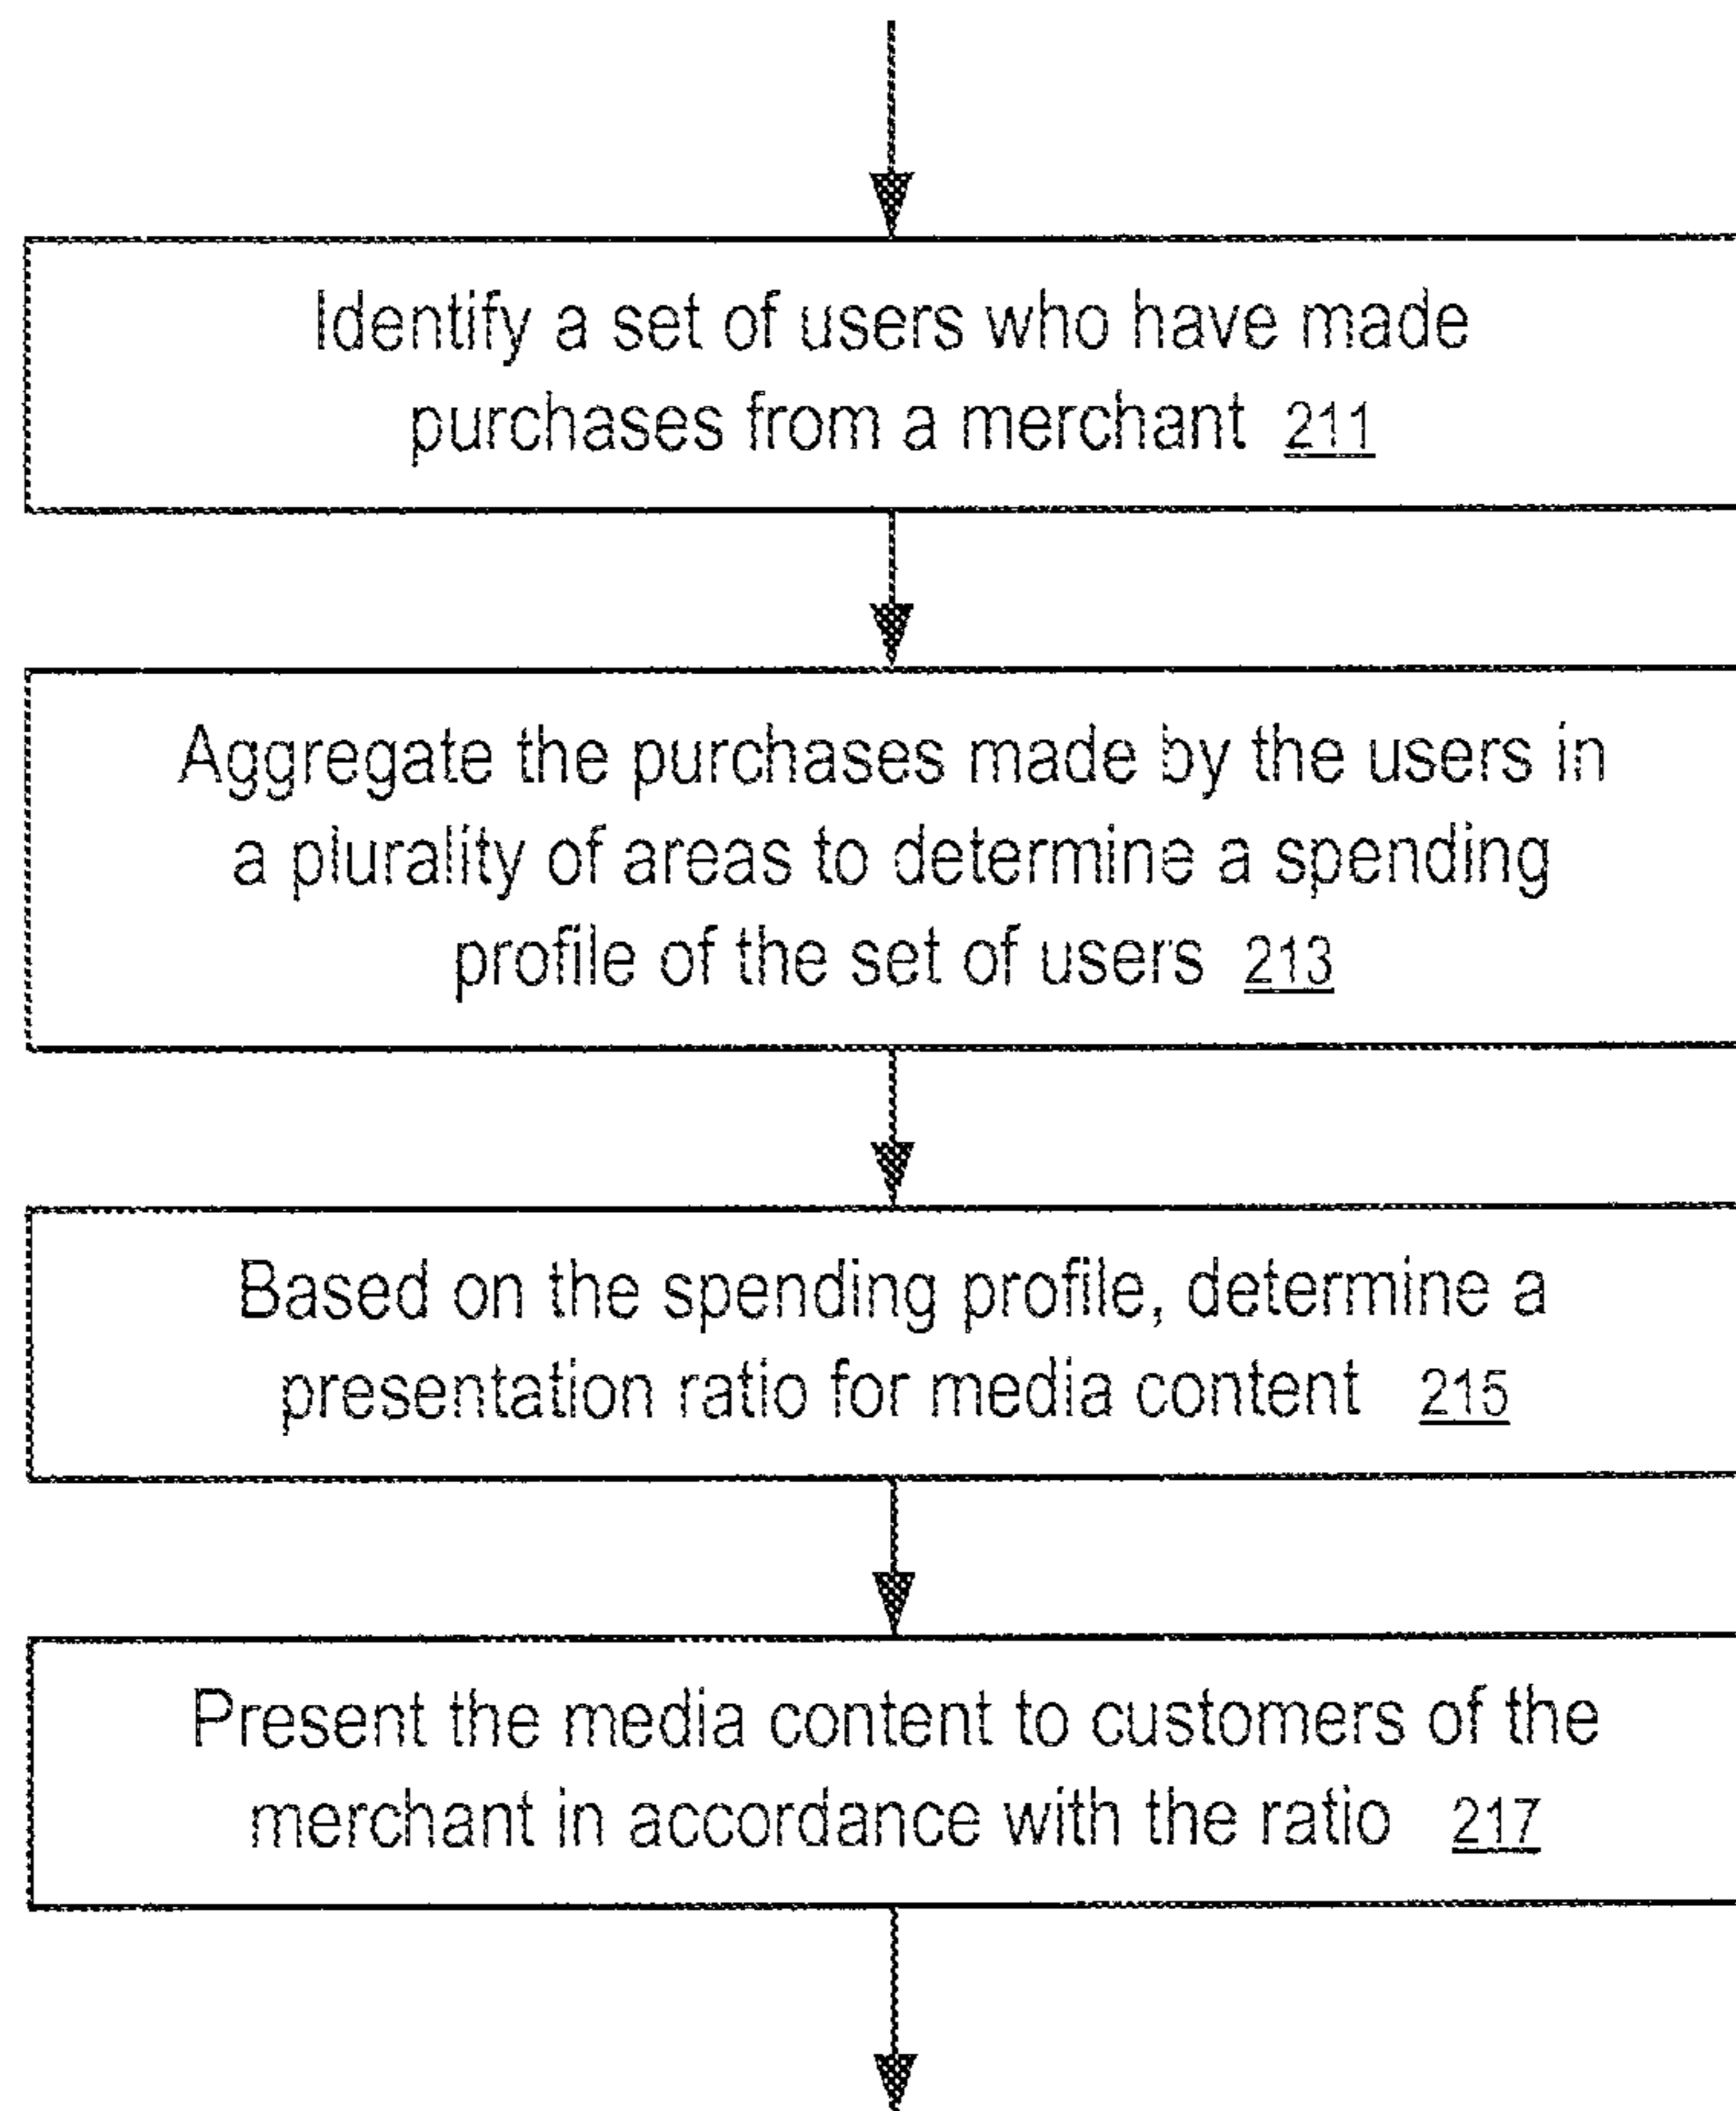 Identify a set of users who have made
purchases from a merchant 211
Aggregate the purchases made by the users in
a plurality of areas to determine a spending
profile of the set of users 213
Based on the spending profile, determine a
presentation ratio for media content 215
Present the media content to customers of the
merchant in accordance with the ratio 217